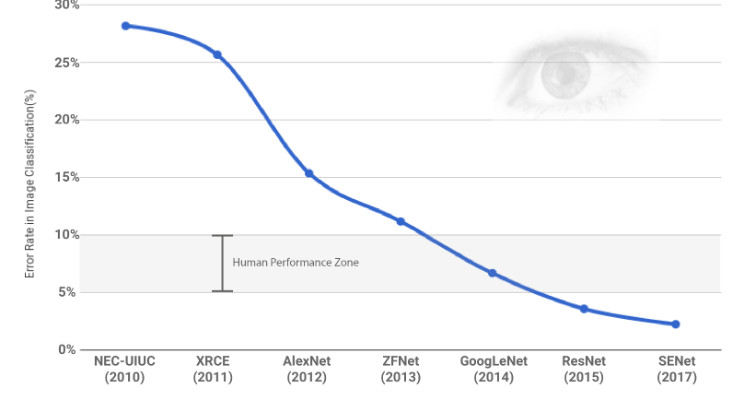 30%
25%
20%
15%
10%
5%
0%
Error Rate in Image Classification(%)
Human Performance Zone
NEC-UIUC XRCE AlexNet ZFNet GoogLeNet ResNet SENet
(2010) (2011) (2012) (2013) (2014) (2015) (2017)